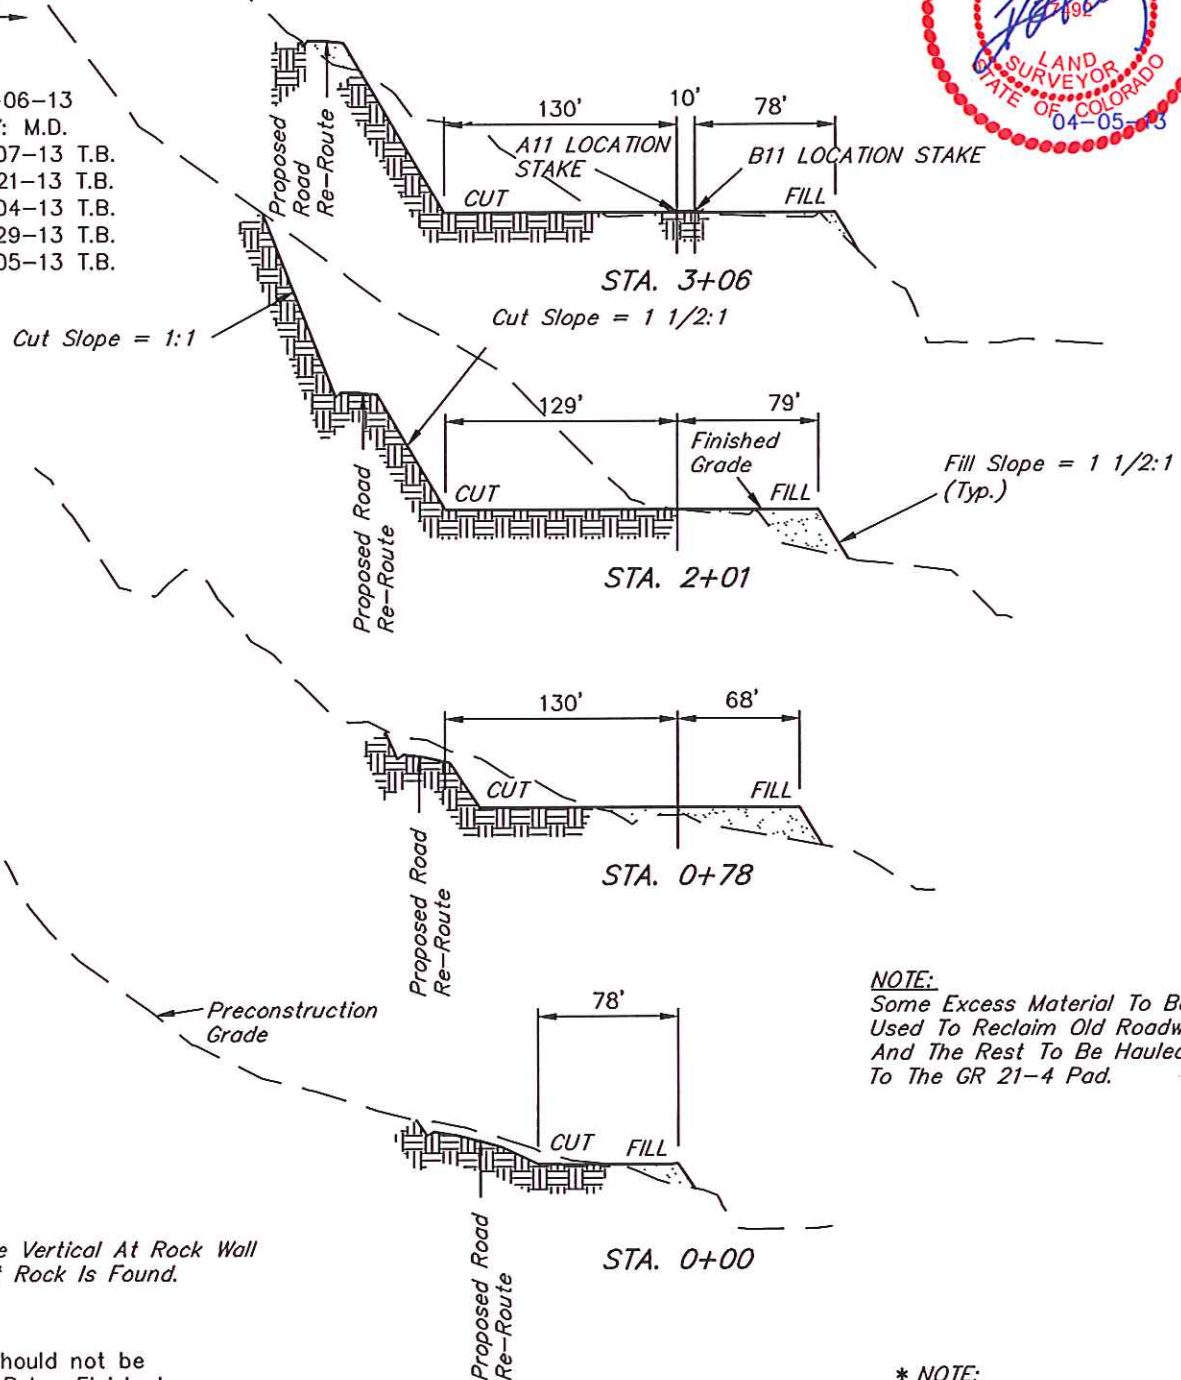 LAND
SURVEYOR
STATE OF COLORADO
04-05-13
-06-13
: M.D.
07-13 T.B.
21-13 T.B.
04-13 T.B.
29-13 T.B.
05-13 T.B.
Proposed
Road
Re-Route
130'
10'
78'
A11 LOCATION
STAKE
B11 LOCATION STAKE
CUT
FILL
STA. 3+06
Cut Slope = 1:1
Cut Slope = 1 1/2:1
129'
79'
Finished
Grade
CUT
FILL
Fill Slope = 1 1/2:1
(Typ.)
Proposed Road
Re-Route
STA. 2+01
130'
68'
CUT
FILL
Proposed Road
Re-Route
STA. 0+78
Preconstruction
Grade
78'
CUT
FILL
Proposed Road
Re-Route
STA. 0+00
NOTE:
Some Excess Material To B
Used To Reclaim Old Roadw
And The Rest To Be Hauled
To The GR 21-4 Pad.
e Vertical At Rock Wall
Rock Is Found.
hould not be
* NOTE: